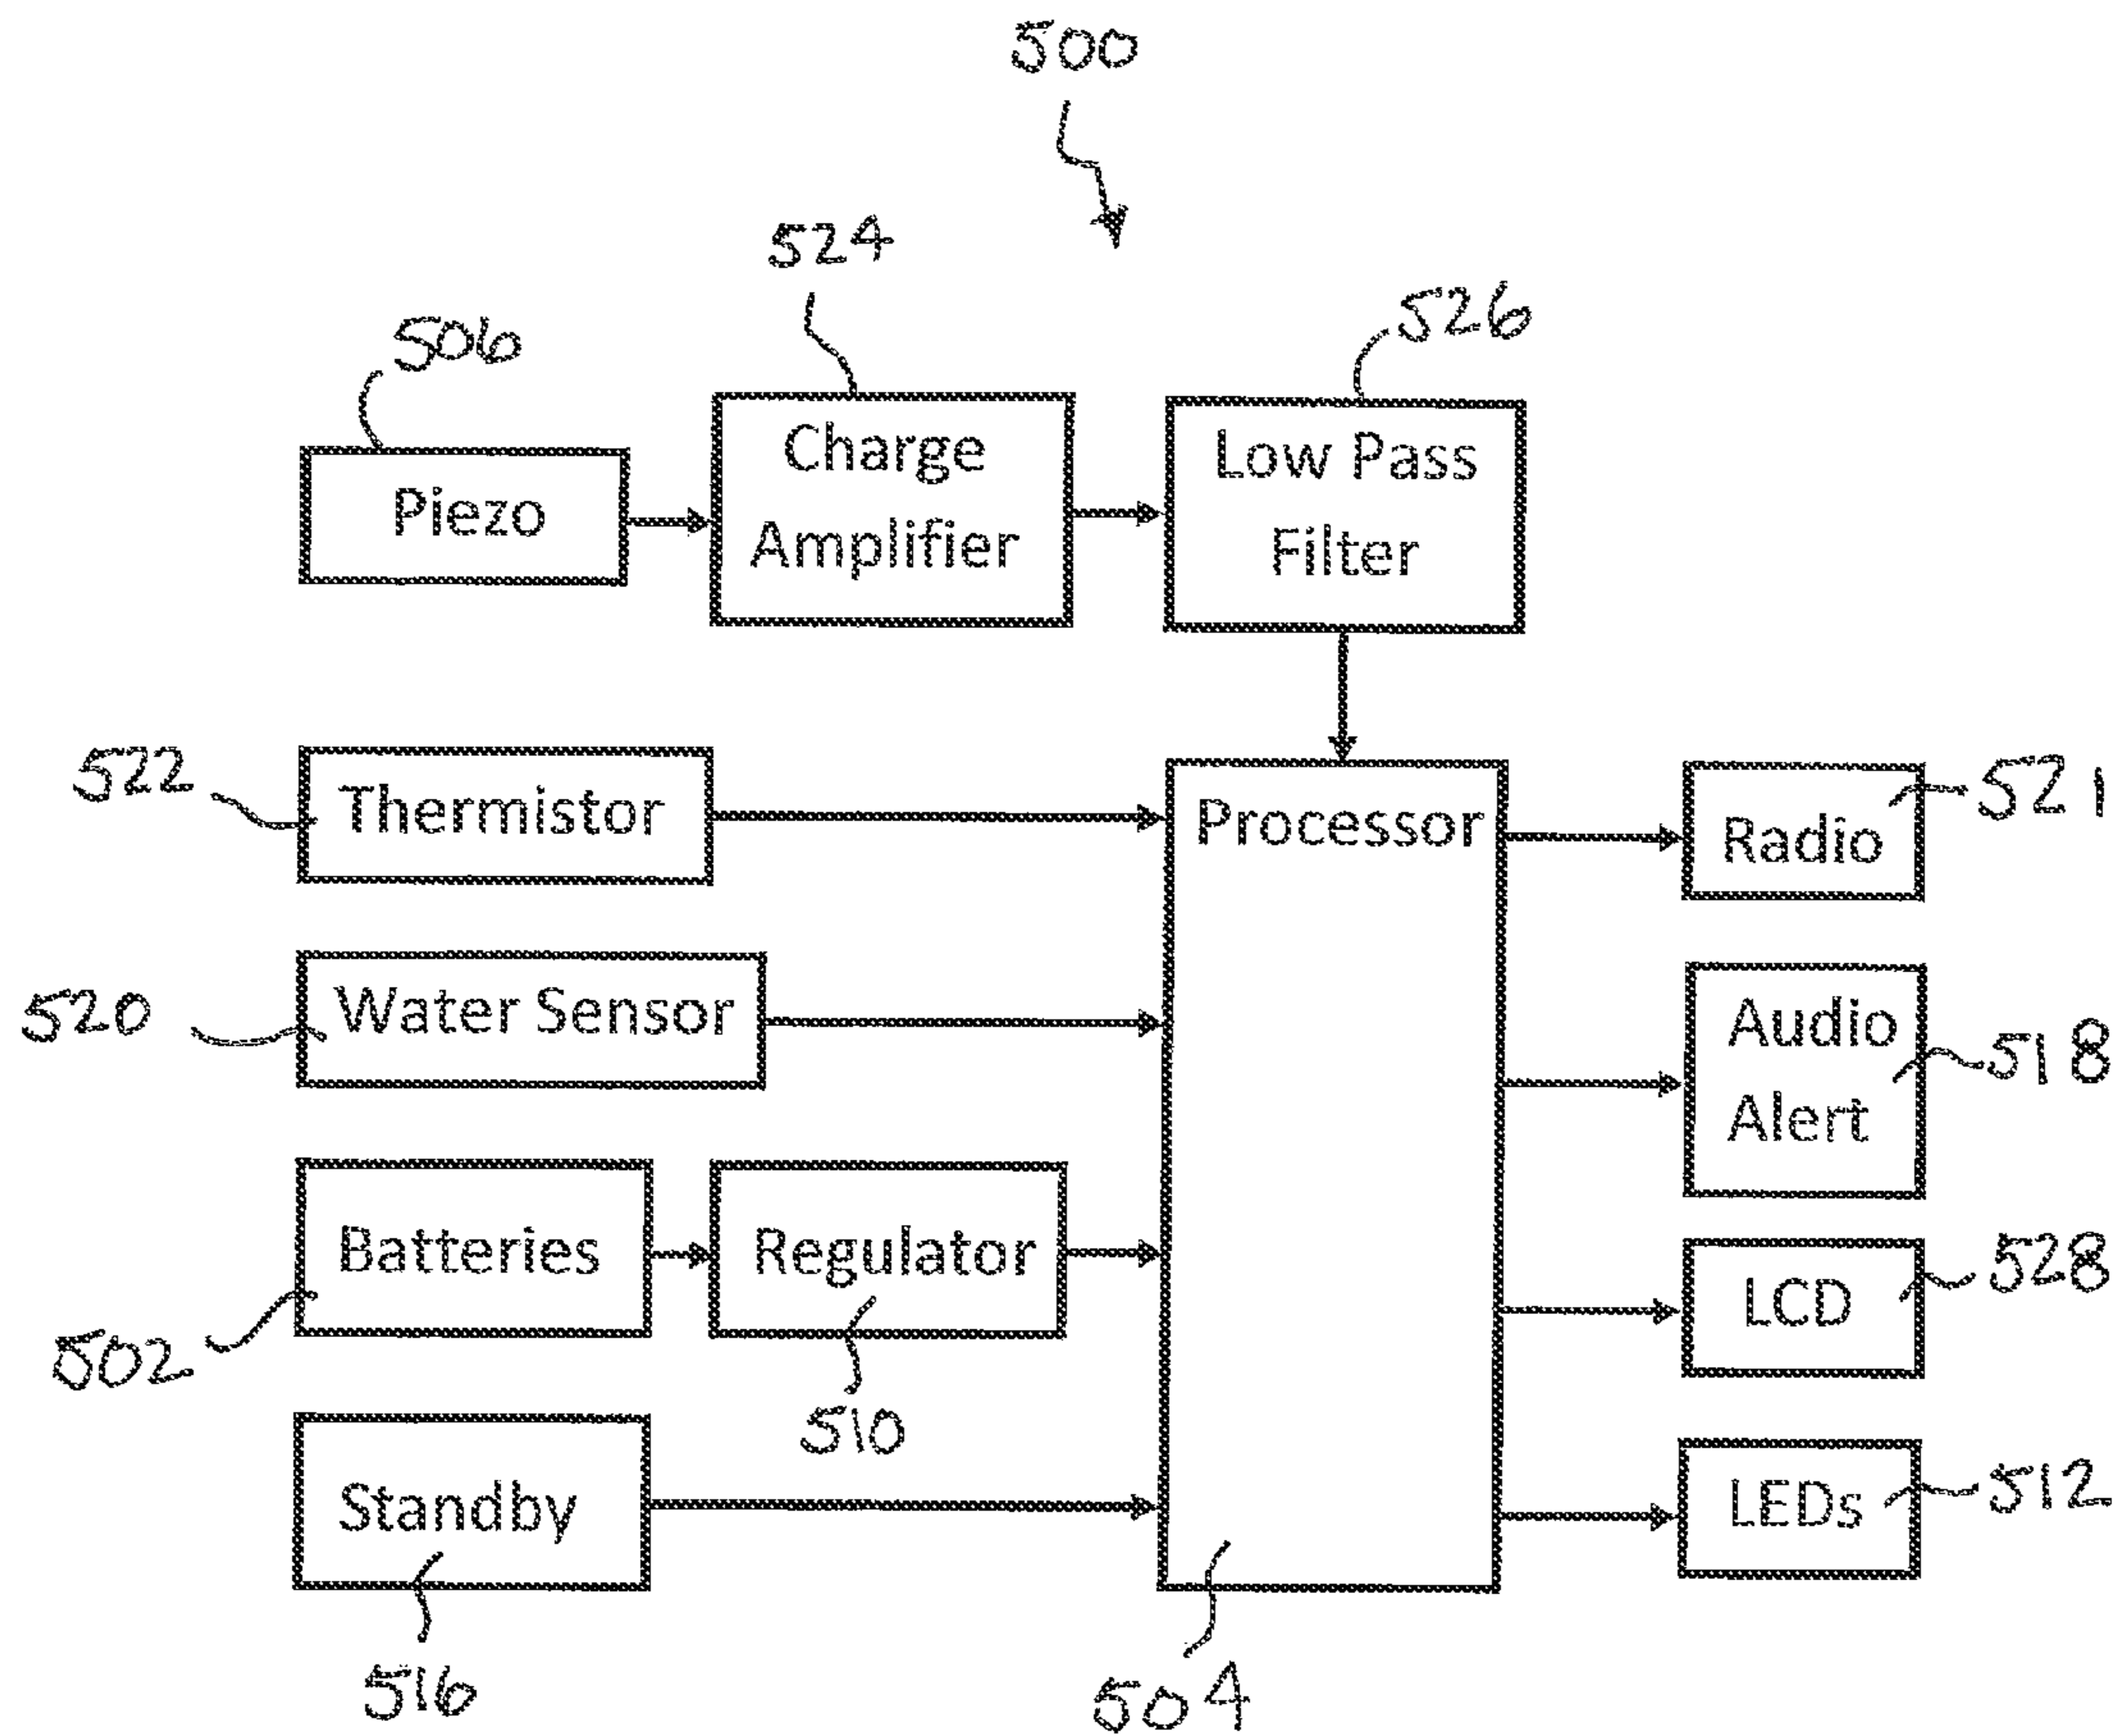 500
524
526
506
Charge
Amplifier
Low Pass
Filter
Piezo
522
Thermistor
Processor
Radio
521
520
Water Sensor
Audio
Alert
518
Batteries
Regulator
LCD
528
502
510
Standby
LEDs
512
516
504